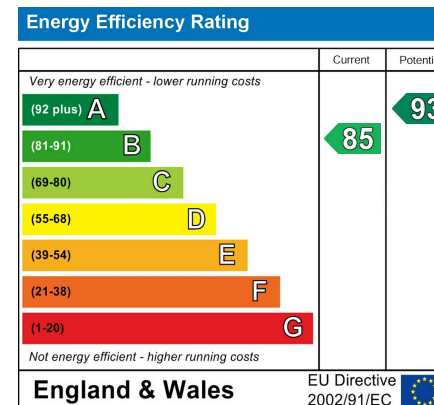 Energy Efficiency Rating
Current Potenti
Very energy efficient - lower running costs
(92 plus) A 93
(81-91) B 85
(69-80) C
(55-68) D
(39-54) E
(21-38) F
(1-20) G
Not energy efficient - higher running costs
England & Wales
EU Directive
2002/91/EC